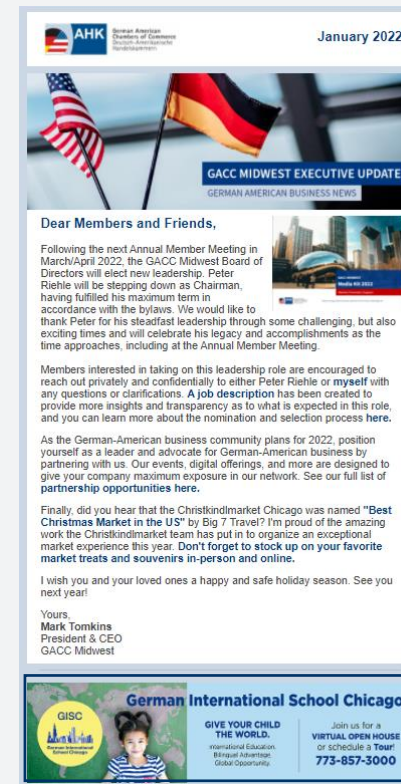 AHK
German American
Chambers of Commerce
Deutsch-Amerikanische
Handelskammern
January 2022
GACC MIDWEST EXECUTIVE UPDATE
GERMAN AMERICAN BUSINESS NEWS
Dear Members and Friends,
Following the next Annual Member Meeting in
March/April 2022, the GACC Midwest Board of
Directors will elect new leadership. Peter
Riehle will be stepping down as Chairman,
having fulfilled his maximum term in
accordance with the bylaws. We would like to
thank Peter for his steadfast leadership through some challenging, but also
exciting times and will celebrate his legacy and accomplishments as the
time approaches, including at the Annual Member Meeting.
Media Kit 2022
Members interested in taking on this leadership role are encouraged to
reach out privately and confidentially to either Peter Riehle or myself with
any questions or clarifications. A job description has been created to
provide more insights and transparency as to what is expected in this role,
and you can learn more about the nomination and selection process here.
As the German-American business community plans for 2022, position
yourself as a leader and advocate for German-American business by
partnering with us. Our events, digital offerings, and more are designed to
give your company maximum exposure in our network. See our full list of
partnership opportunities here.
Finally, did you hear that the Christkindlmarket Chicago was named "Best
Christmas Market in the US" by Big 7 Travel? I'm proud of the amazing
work the Christkindlmarket team has put in to organize an exceptional
market experience this year. Don't forget to stock up on your favorite
market treats and souvenirs in-person and online.
I wish you and your loved ones a happy and safe holiday season. See you
next year!
Yours,
Mark Tomkins
President & CEO
GACC Midwest
GISC
German International
School Chicago
German International School Chicago
GIVE YOUR CHILD
THE WORLD.
International Education.
Bilingual Advantage.
Global Opportunity.
Join us for a
VIRTUAL OPEN HOUSE
or schedule a Tour!
773-857-3000